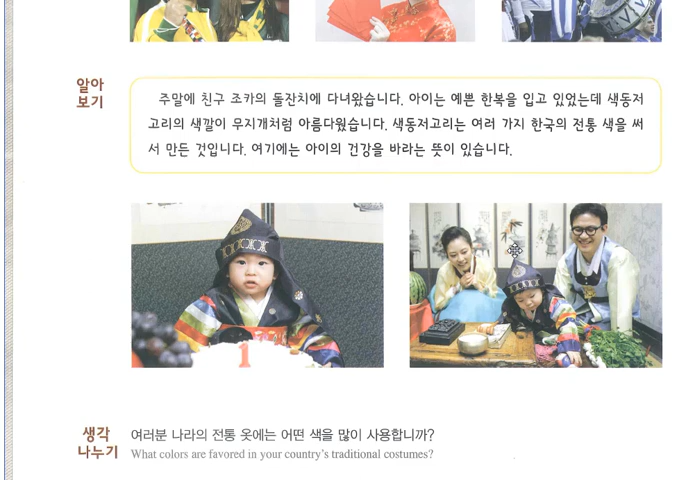 알아
보기
주말에 친구 조카의 돌잔치에 다녀왔습니다. 아이는 예쁜 한복을 입고 있었는데 색동저
고리의 색깔이 무지개처럼 아름다웠습니다. 색동저고리는 여러 가지 한국의 전통 색을 써
서 만든 것입니다. 여기에는 아이의 건강을 바라는 뜻이 있습니다.
1
생각
나누기
여러분 나라의 전통 옷에는 어떤 색을 많이 사용합니까?
What colors are favored in your country's traditional costumes?